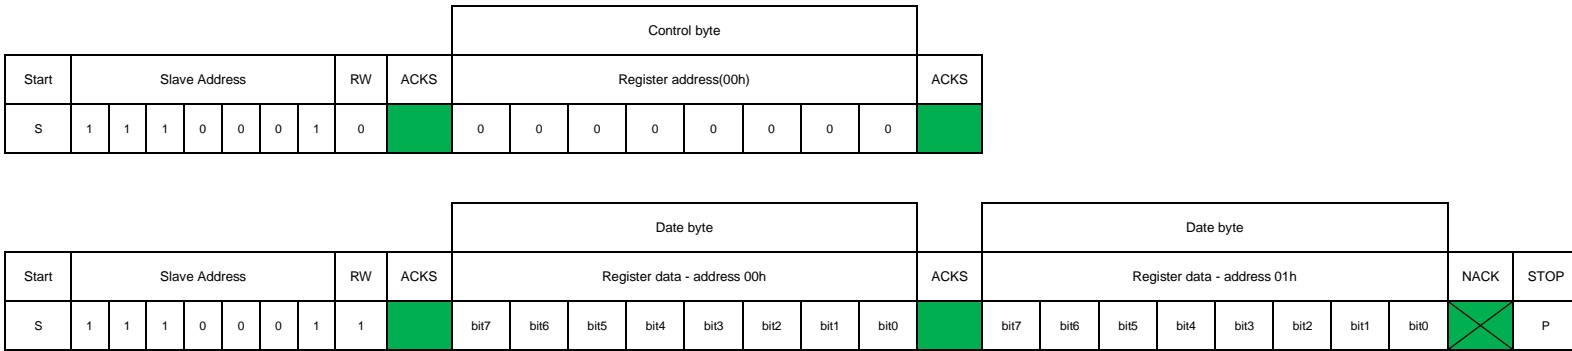 Control byte
Start Slave Address RW ACKS Register address(00h) ACKS
S 1 1 1 0 0 0 1 0 0 0 0 0 0 0 0 0
Date byte Date byte
Start Slave Address RW ACKS Register data - address 00h ACKS Register data - address 01h NACK STOP
S 1 1 1 0 0 0 1 1 bit7 bit6 bit5 bit4 bit3 bit2 bit1 bit0 bit7 bit6 bit5 bit4 bit3 bit2 bit1 bit0 P